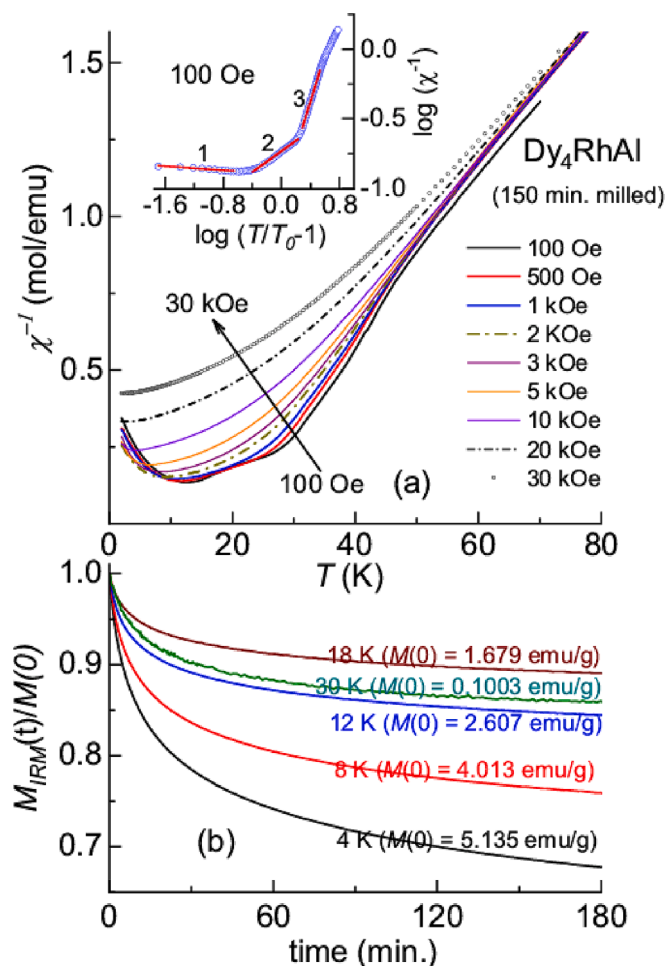 1.5
1.0
0.5
χ⁻¹ (mol/emu)
100 Oe
1
2
3
0.0
-0.5
-1.0
log (χ⁻¹)
-1.6 -0.8 0.0 0.8
log (T/T₀-1)
Dy₄RhAl
(150 min. milled)
100 Oe
500 Oe
1 kOe
2 KOe
3 kOe
5 kOe
10 kOe
20 kOe
30 kOe
30 kOe
100 Oe
(a)
0 20 40 60 80
T (K)
1.0
0.9
0.8
0.7
M_IRM(t)/M(0)
18 K (M(0) = 1.679 emu/g)
30 K (M(0) = 0.1003 emu/g)
12 K (M(0) = 2.607 emu/g)
8 K (M(0) = 4.013 emu/g)
4 K (M(0) = 5.135 emu/g)
(b)
0 60 120 180
time (min.)